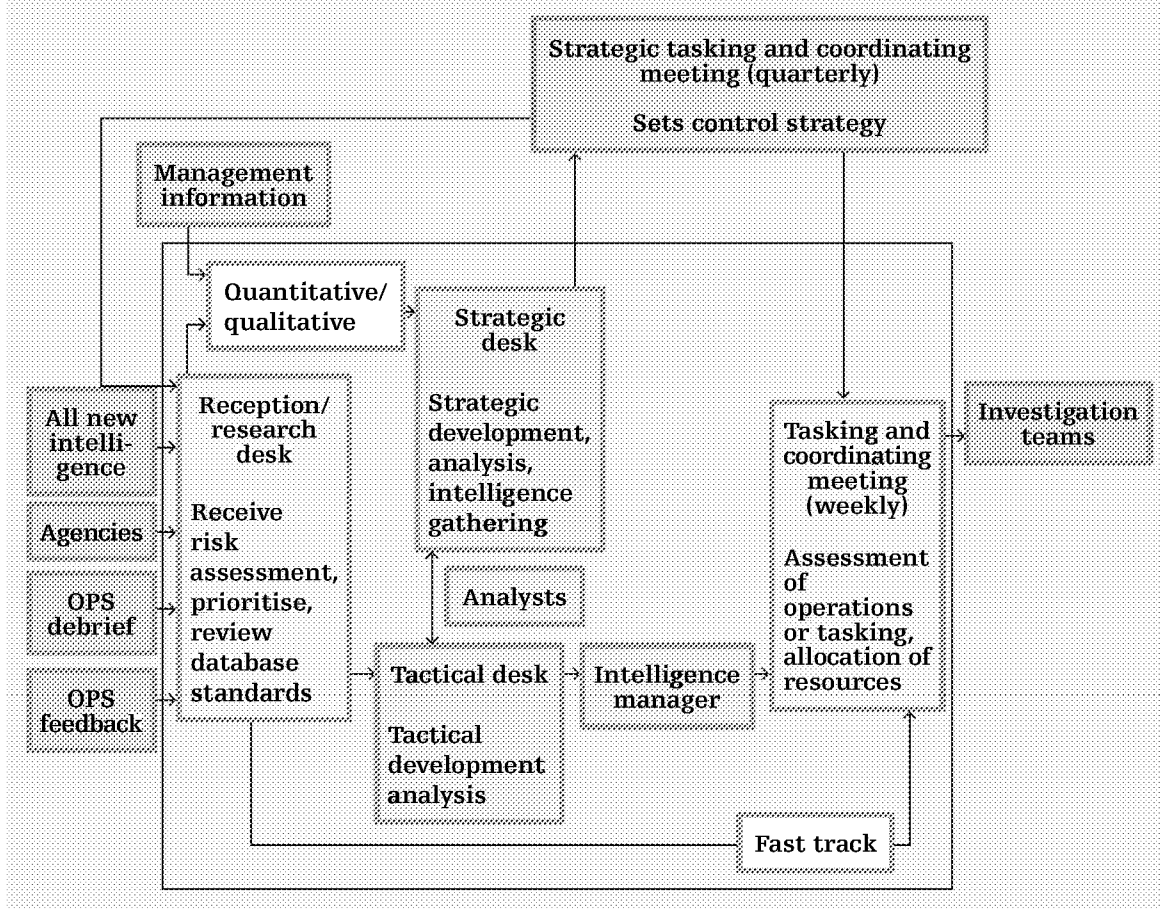 Strategic tasking and coordinating
meeting (quarterly)
Sets control strategy
Management
information
Quantitative/
qualitative
Strategic
desk
Strategic
development,
analysis,
intelligence
gathering
All new
intelli-
gence
Agencies
OPS
debrief
OPS
feedback
Reception/
research
desk
Receive
risk
assessment,
prioritise,
review
database
standards
Analysts
Tactical desk
Tactical
development
analysis
Intelligence
manager
Tasking and
coordinating
meeting
(weekly)
Assessment
of
operations
or tasking,
allocation of
resources
Investigation
teams
Fast track